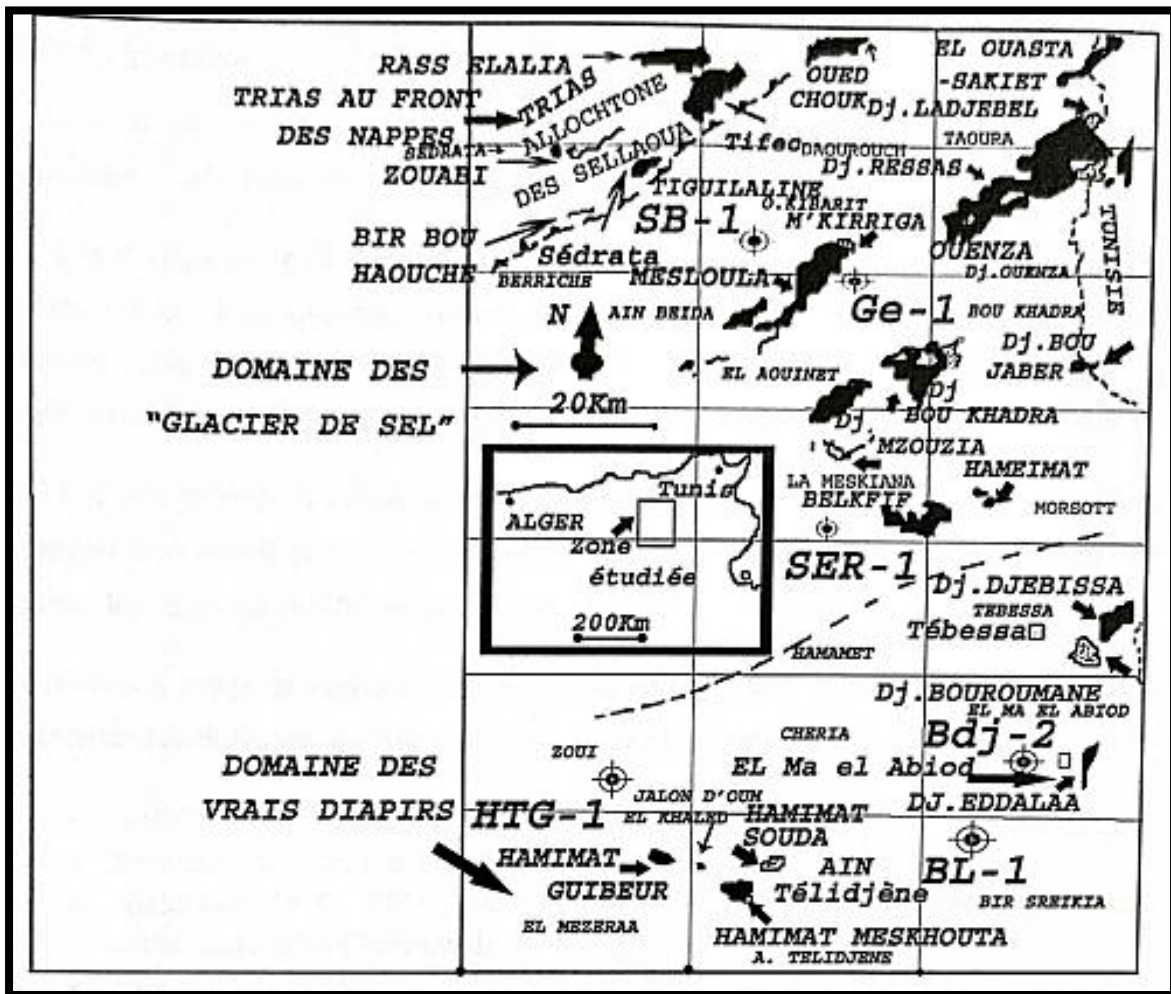 RASS ELALIA
OUED
CHOUK
EL OUASTA
-SAKIET
TRIAS AU FRONT
DES NAPPES
TRIAS
ALLOCHTONE
DES SELLAOUA
Dj.LADJEBEL
SEDRATA
ZOUABI
Tifec
DAOUROUCH
TAOURA
Dj.RESSAS
TIGUILALINE
O.KIBARIT
SB-1
M'KIRRIGA
TUNISIE
BIR BOU
HAOUCHE
Sédrata
BERRICHE
MESLOULA
OUENZA
Dj.OUENZA
N
AIN BEIDA
Ge-1
BOU KHADRA
Dj.BOU
JABER
DOMAINE DES
"GLACIER DE SEL"
20Km
EL AOUINET
Dj
BOU KHADRA
Dj
'MZOUZIA
LA MESKIANA
BELKFIF
HAMEIMAT
MORSOTT
Tunis
ALGER
Zone
étudiée
200Km
SER-1
Dj.DJEBISSA
TEBESSA
Tébessa
HAMAMET
Dj.BOUROUMANE
EL MA EL ABIOD
CHERIA
Bdj-2
ZOUI
EL Ma el Abiod
DOMAINE DES
VRAIS DIAPIRS
HTG-1
JALON D'OUM
EL KHALED
HAMIMAT
SOUDA
DJ.EDDALAA
HAMIMAT
GUIBEUR
AIN
Télidjène
BL-1
BIR SREIKIA
EL MEZERAA
HAMIMAT MESKHOUTA
A. TELIDJENE